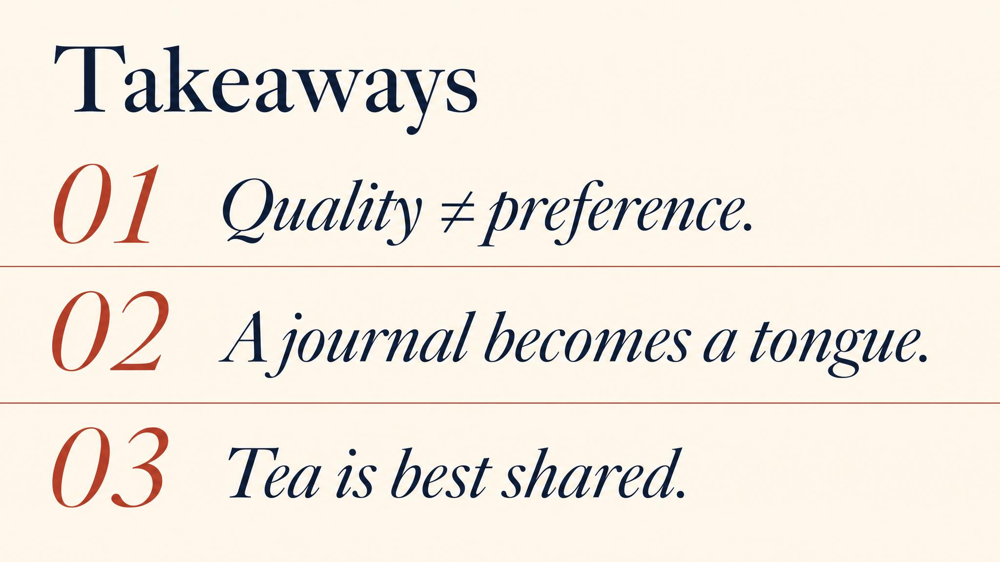 Takeaways
01 Quality ≠ preference.
02 A journal becomes a tongue.
03 Tea is best shared.